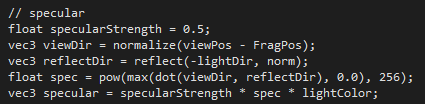 // specular
float specularStrength = 0.5;
vec3 viewDir = normalize(viewPos - FragPos);
vec3 reflectDir = reflect(-lightDir, norm);
float spec = pow(max(dot(viewDir, reflectDir), 0.0), 256);
vec3 specular = specularStrength * spec * lightColor;